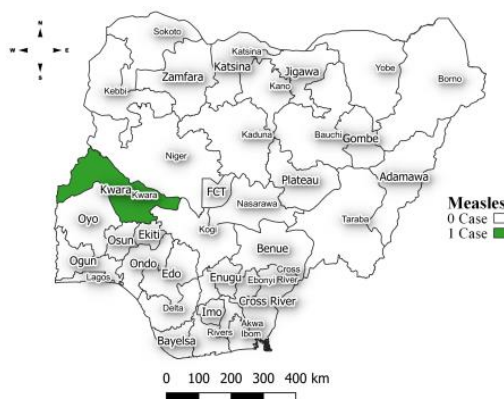 N
W E
S
Sokoto
Katsina
Katsina
Jigawa
Yobe
Borno
Zamfara
Kebbi
Kano
Kaduna
Bauchi
Gombe
Niger
Adamawa
Plateau
Kwara
Kwara
FCT
Nasarawa
Taraba
Oyo
Kogi
Osun
Ekiti
Benue
Ogun
Ondo
Edo
Lagos
Enugu
Ebonyi
Cross
River
Cross River
Delta
Imo
Akwa
Ibom
Rivers
Bayelsa
Measles
0 Case
1 Case
0 100 200 300 400 km